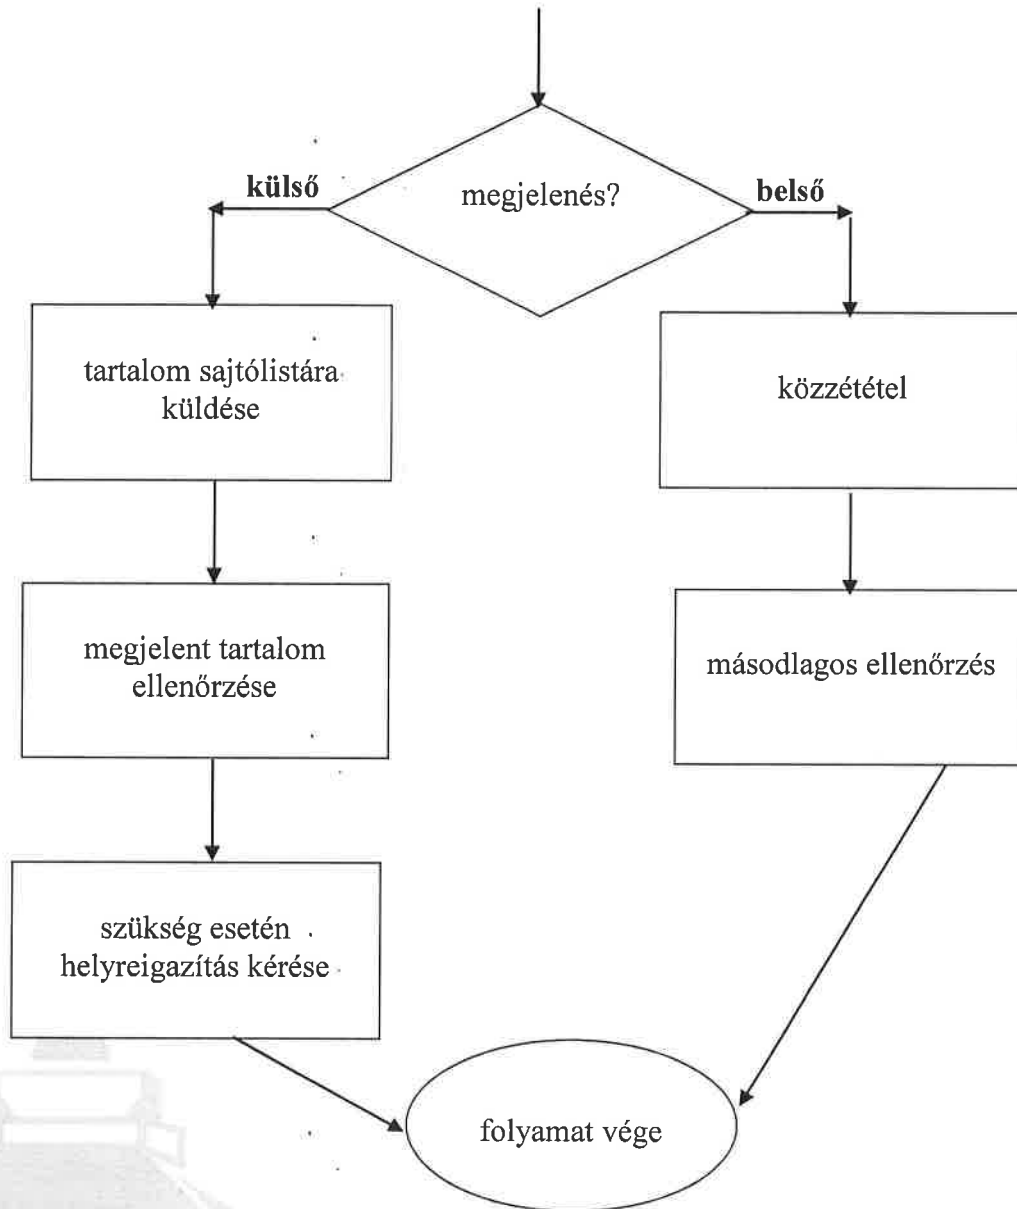 megjelenés?
külső
belső
tartalom sajtólistára
küldése
közzététel
megjelent tartalom
ellenőrzése
másodlagos ellenőrzés
szükség esetén
helyreigazítás kérése
folyamat vége